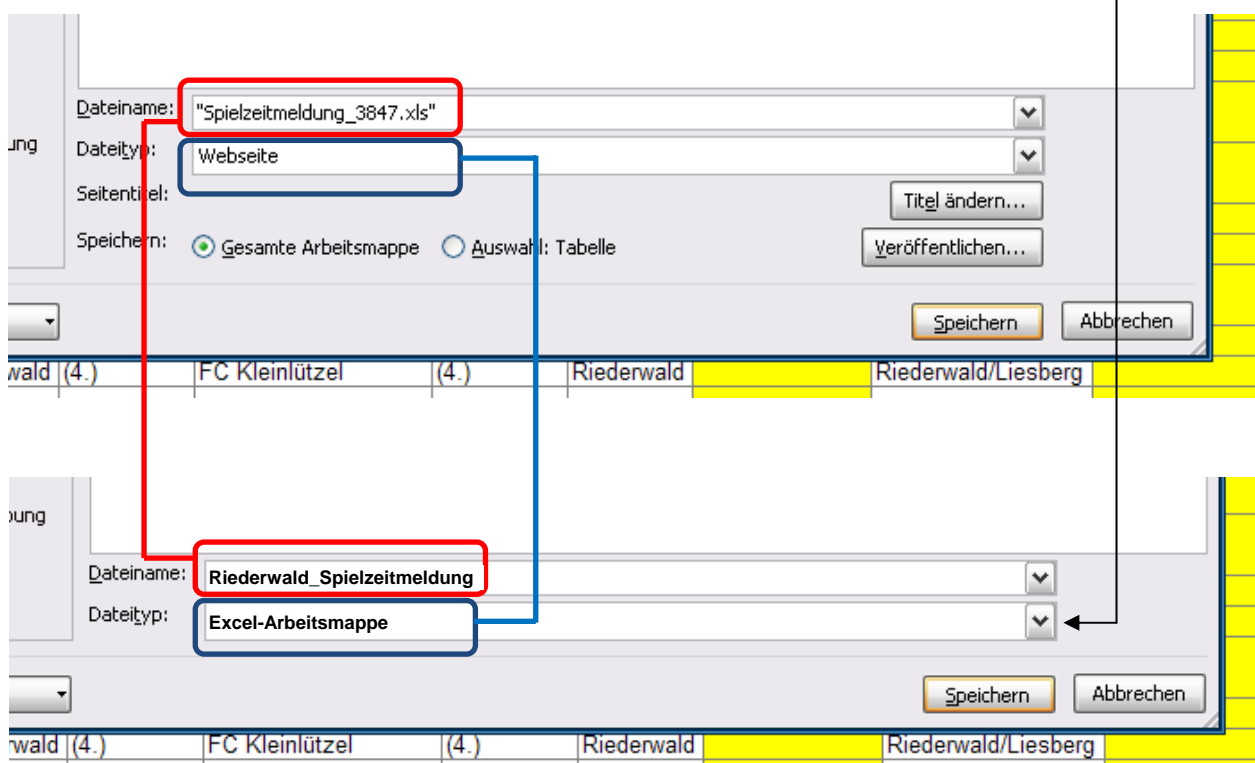 Dateiname: "Spielzeitmeldung_3847.xls"
ung Dateityp: Webseite
Seitentitel: Titel ändern...
Speichern: Gesamte Arbeitsmappe Auswahl: Tabelle Veröffentlichen...
Speichern Abbrechen
wald (4.) FC Kleinlützel (4.) Riederwald Riederwald/Liesberg
bung
Dateiname: Riederwald_Spielzeitmeldung
Dateityp: Excel-Arbeitsmappe
Speichern Abbrechen
rwald (4.) FC Kleinlützel (4.) Riederwald Riederwald/Liesberg